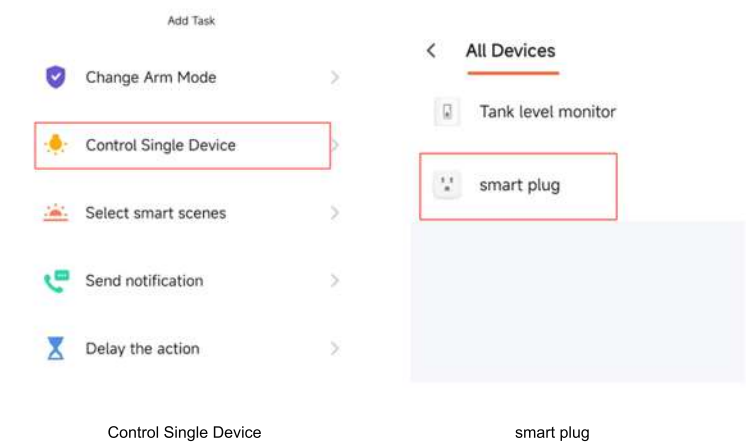 Add Task
Change Arm Mode
Control Single Device
Select smart scenes
Send notification
Delay the action
All Devices
Tank level monitor
smart plug
Control Single Device
smart plug